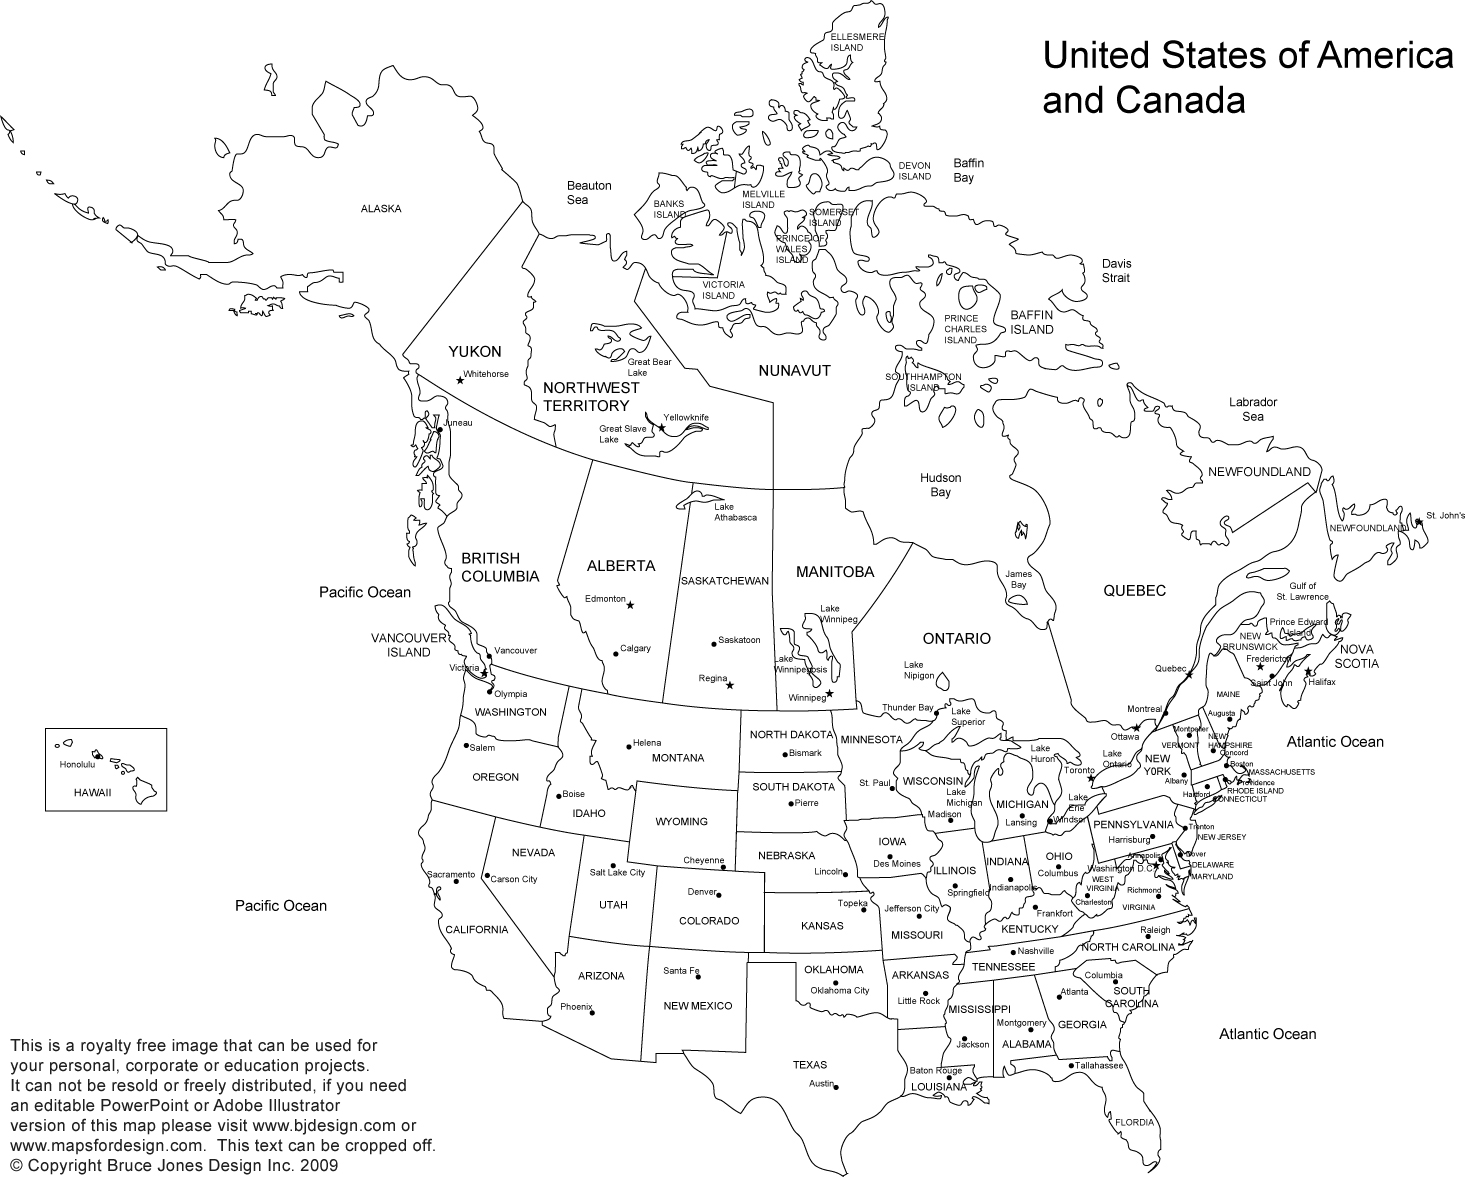 United States of America
and Canada
ELLESMERE
ISLAND
DEVON
ISLAND
Baffin
Bay
Beauton
Sea
BANKS
ISLAND
MELVILLE
ISLAND
SOMERSET
ISLAND
PRINCE OF
WALES
ISLAND
VICTORIA
ISLAND
Davis
Strait
PRINCE
CHARLES
ISLAND
BAFFIN
ISLAND
ALASKA
YUKON
Whitehorse
Great Bear
Lake
NORTHWEST
TERRITORY
Yellowknife
Great Slave
Lake
NUNAVUT
SOUTHHAMPTON
ISLAND
Labrador
Sea
Juneau
Hudson
Bay
NEWFOUNDLAND
NEWFOUNDLAND
St. John's
Lake
Athabasca
BRITISH
COLUMBIA
ALBERTA
Edmonton
SASKATCHEWAN
MANITOBA
James
Bay
QUEBEC
Gulf of
St. Lawrence
Pacific Ocean
VANCOUVER
ISLAND
Vancouver
Victoria
Calgary
Saskatoon
Regina
Lake
Winnipeg
Lake
Winnipegosis
Winnipeg
ONTARIO
Lake
Nipigon
Thunder Bay
Lake
Superior
Quebec
Montreal
Ottawa
Prince Edward
Island
NEW
BRUNSWICK
Fredericton
Saint John
NOVA
SCOTIA
Halifax
Olympia
WASHINGTON
Salem
OREGON
Helena
MONTANA
Boise
IDAHO
NORTH DAKOTA
Bismark
SOUTH DAKOTA
Pierre
MINNESOTA
St. Paul
WISCONSIN
Madison
Lake
Michigan
MICHIGAN
Lansing
Lake
Huron
Toronto
Lake
Ontario
Lake
Erie
Windsor
MAINE
Augusta
Montpelier
VERMONT
NEW
HAMPSHIRE
Concord
NEW
YORK
Albany
Boston
MASSACHUSETTS
Providence
RHODE ISLAND
Hartford
CONNECTICUT
Atlantic Ocean
Honolulu
HAWAII
WYOMING
Cheyenne
NEBRASKA
Lincoln
IOWA
Des Moines
ILLINOIS
Springfield
INDIANA
Indianapolis
OHIO
Columbus
PENNSYLVANIA
Harrisburg
Trenton
NEW JERSEY
Annapolis
Dover
DELAWARE
MARYLAND
Washington D.C.
WEST
VIRGINIA
Charleston
Richmond
VIRGINIA
Sacramento
Carson City
NEVADA
CALIFORNIA
Salt Lake City
UTAH
Denver
COLORADO
Topeka
KANSAS
Jefferson City
MISSOURI
Frankfort
KENTUCKY
Raleigh
NORTH CAROLINA
Nashville
TENNESSEE
Columbia
SOUTH
CAROLINA
Pacific Ocean
ARIZONA
Phoenix
Santa Fe
NEW MEXICO
OKLAHOMA
Oklahoma City
ARKANSAS
Little Rock
MISSISSIPPI
Jackson
Montgomery
ALABAMA
Atlanta
GEORGIA
Atlantic Ocean
TEXAS
Austin
Baton Rouge
LOUISIANA
Tallahassee
FLORDIA
This is a royalty free image that can be used for
your personal, corporate or education projects.
It can not be resold or freely distributed, if you need
an editable PowerPoint or Adobe Illustrator
version of this map please visit www.bjdesign.com or
www.mapsfordesign.com.  This text can be cropped off.
© Copyright Bruce Jones Design Inc. 2009